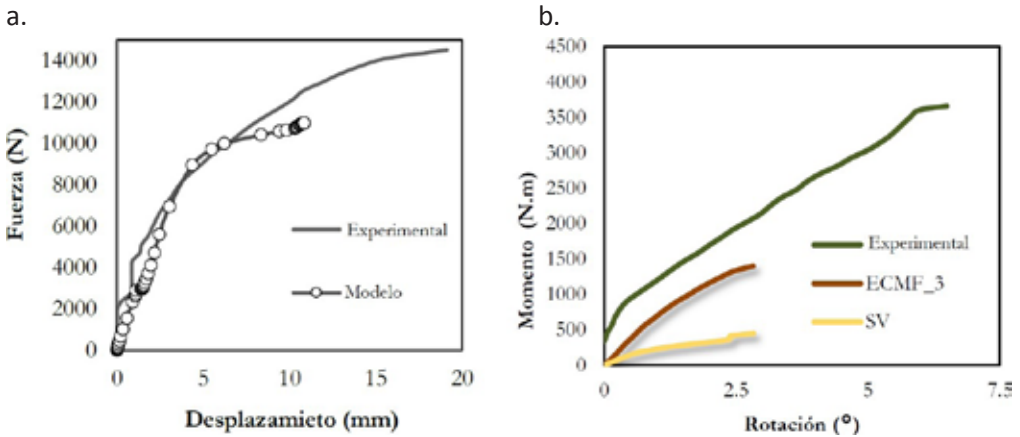 a.
14000
12000
10000
8000
6000
4000
2000
0
0 5 10 15 20
Fuerza (N)
Desplazamieto (mm)
Experimental
Modelo
b.
4500
4000
3500
3000
2500
2000
1500
1000
500
0
0 2.5 5 7.5
Momento (N.m)
Rotación (°)
Experimental
ECMF_3
SV